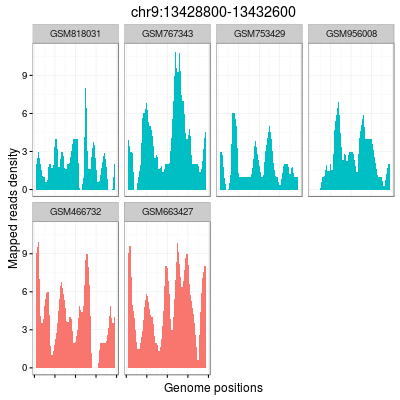 chr9:13428800-13432600
GSM818031 GSM767343 GSM753429 GSM956008
9
6
3
0
GSM466732 GSM663427
9
6
3
0
Mapped reads density
Genome positions